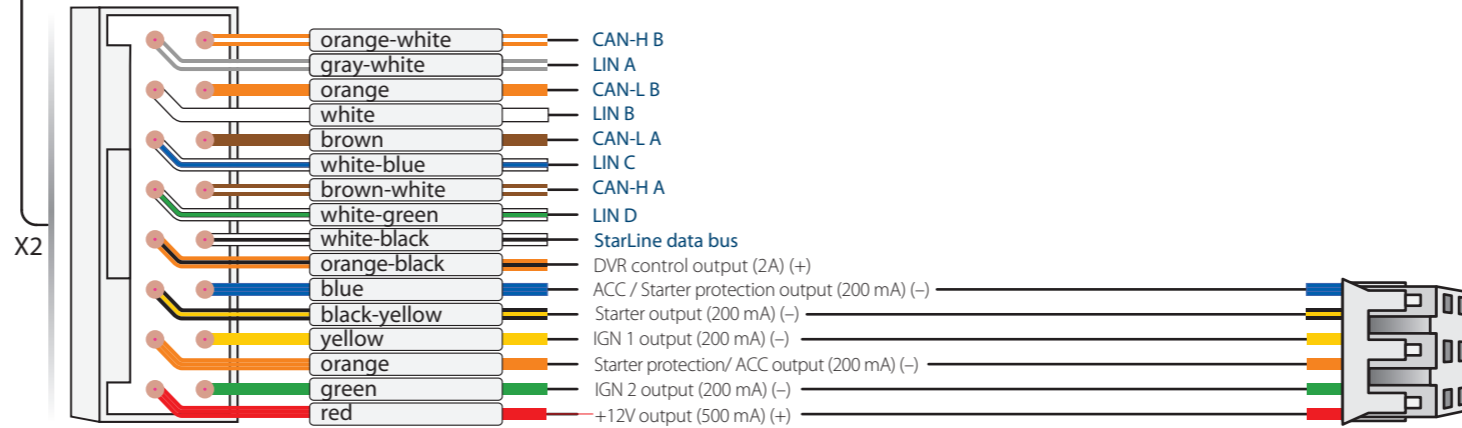 orange-white CAN-H B
gray-white LIN A
orange CAN-L B
white LIN B
brown CAN-L A
white-blue LIN C
brown-white CAN-H A
white-green LIN D
X2
white-black StarLine data bus
orange-black DVR control output (2A) (+)
blue ACC / Starter protection output (200 mA) (–)
black-yellow Starter output (200 mA) (–)
yellow IGN 1 output (200 mA) (–)
orange Starter protection/ ACC output (200 mA) (–)
green IGN 2 output (200 mA) (–)
red +12V output (500 mA) (+)